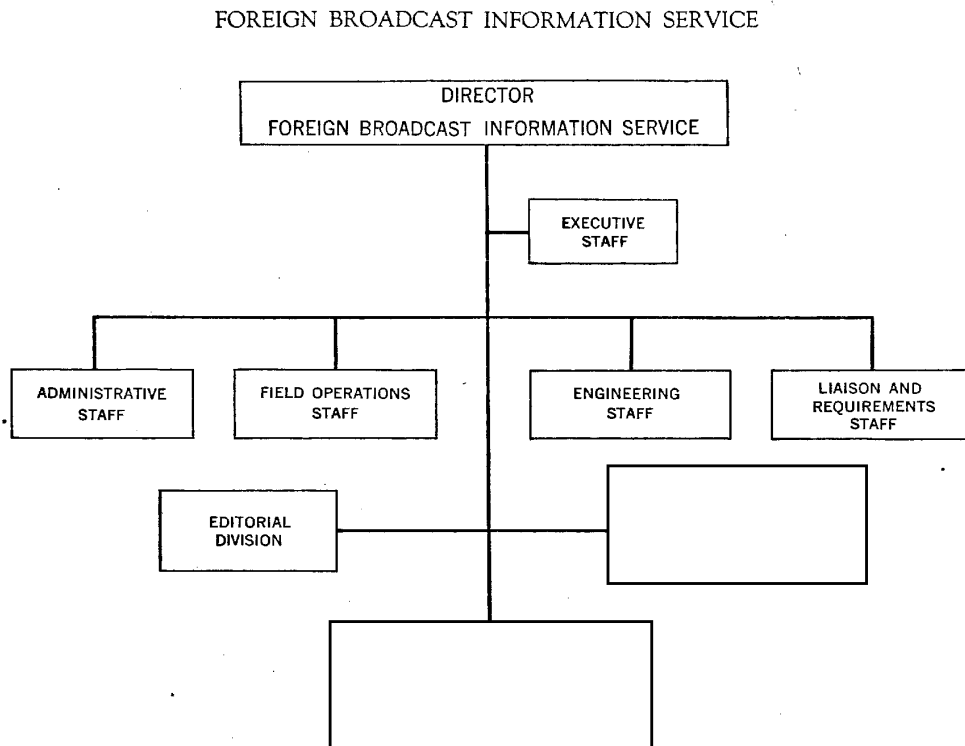 FOREIGN BROADCAST INFORMATION SERVICE
DIRECTOR
FOREIGN BROADCAST INFORMATION SERVICE
EXECUTIVE
STAFF
ADMINISTRATIVE
STAFF
FIELD OPERATIONS
STAFF
ENGINEERING
STAFF
LIAISON AND
REQUIREMENTS
STAFF
EDITORIAL
DIVISION